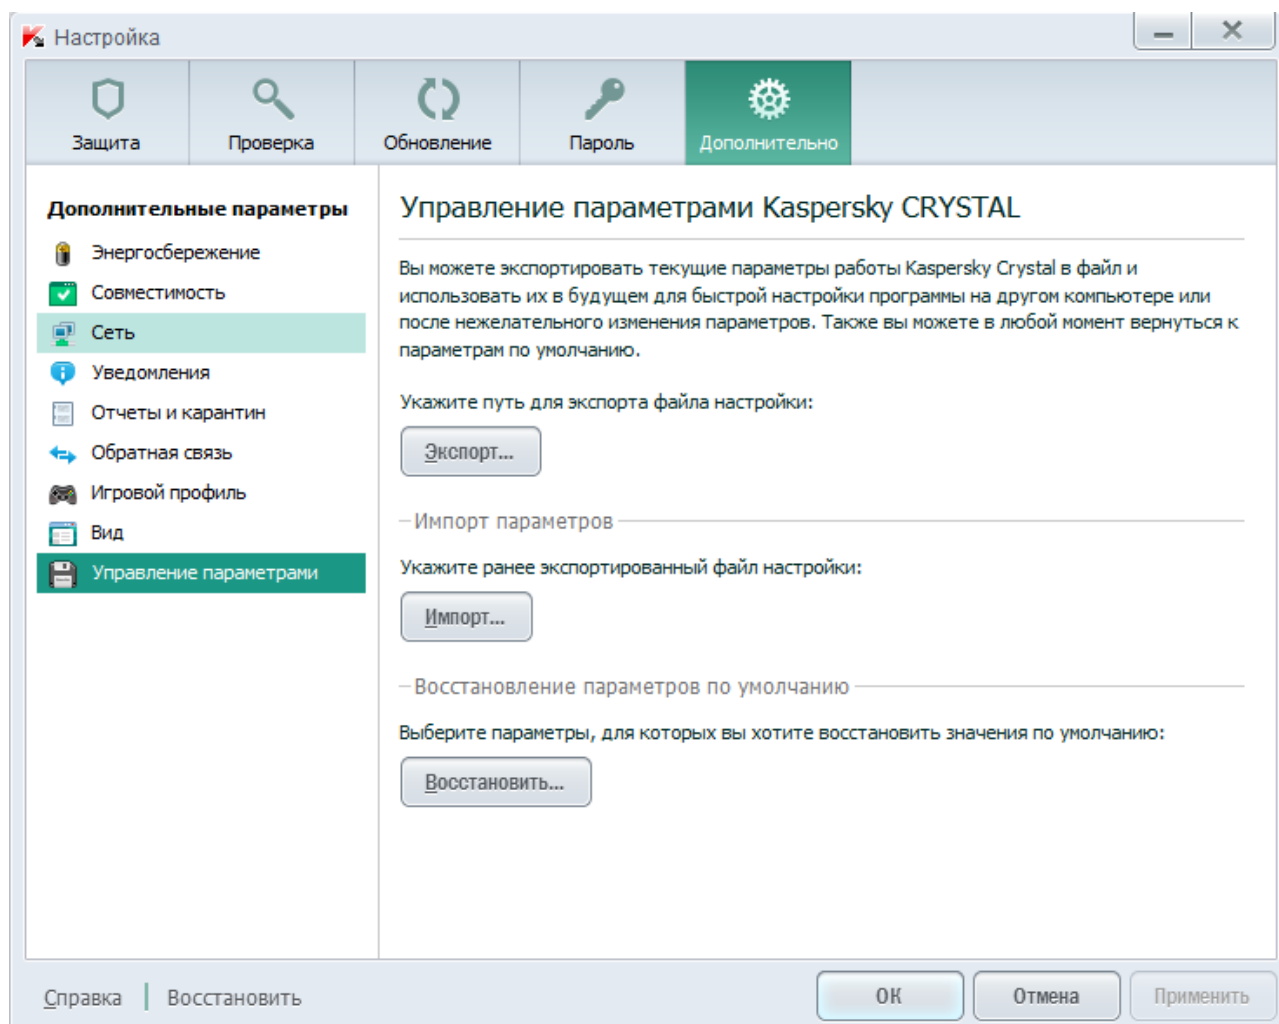 Настройка
Защита
Проверка
Обновление
Пароль
Дополнительно
Дополнительные параметры
Энергосбережение
Совместимость
Сеть
Уведомления
Отчеты и карантин
Обратная связь
Игровой профиль
Вид
Управление параметрами
Управление параметрами Kaspersky CRYSTAL
Вы можете экспортировать текущие параметры работы Kaspersky Crystal в файл и
использовать их в будущем для быстрой настройки программы на другом компьютере или
после нежелательного изменения параметров. Также вы можете в любой момент вернуться к
параметрам по умолчанию.
Укажите путь для экспорта файла настройки:
Экспорт...
Импорт параметров
Укажите ранее экспортированный файл настройки:
Импорт...
Восстановление параметров по умолчанию
Выберите параметры, для которых вы хотите восстановить значения по умолчанию:
Восстановить...
Справка
Восстановить
ОК
Отмена
Применить